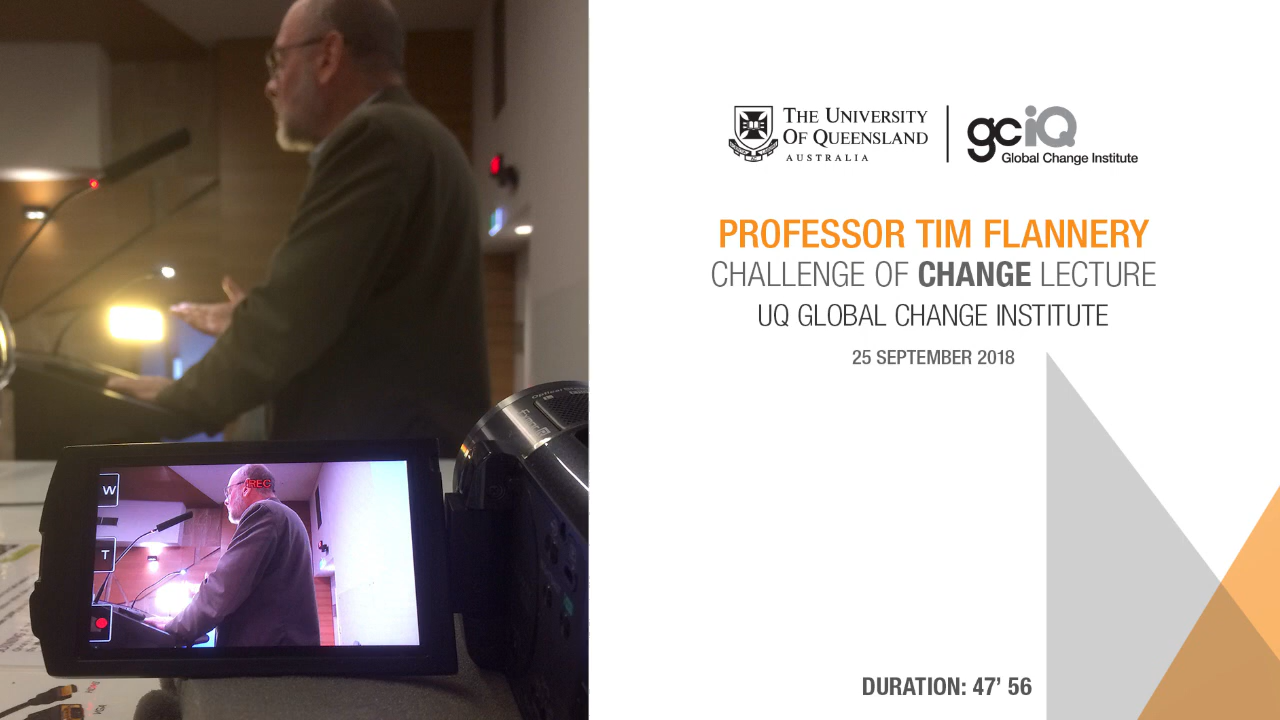 THE UNIVERSITY
OF QUEENSLAND
AUSTRALIA
gciQ
Global Change Institute
PROFESSOR TIM FLANNERY
CHALLENGE OF CHANGE LECTURE
UQ GLOBAL CHANGE INSTITUTE
25 SEPTEMBER 2018
DURATION: 47’ 56
REC
W
T